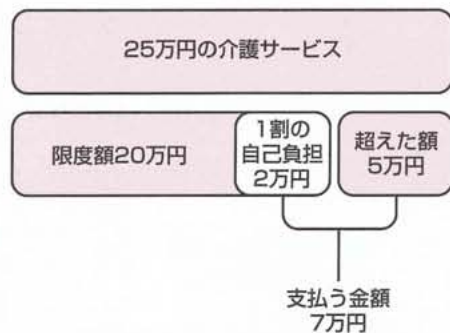 25万円の介護サービス
限度額20万円
1割の
自己負担
2万円
超えた額
5万円
支払う金額
7万円